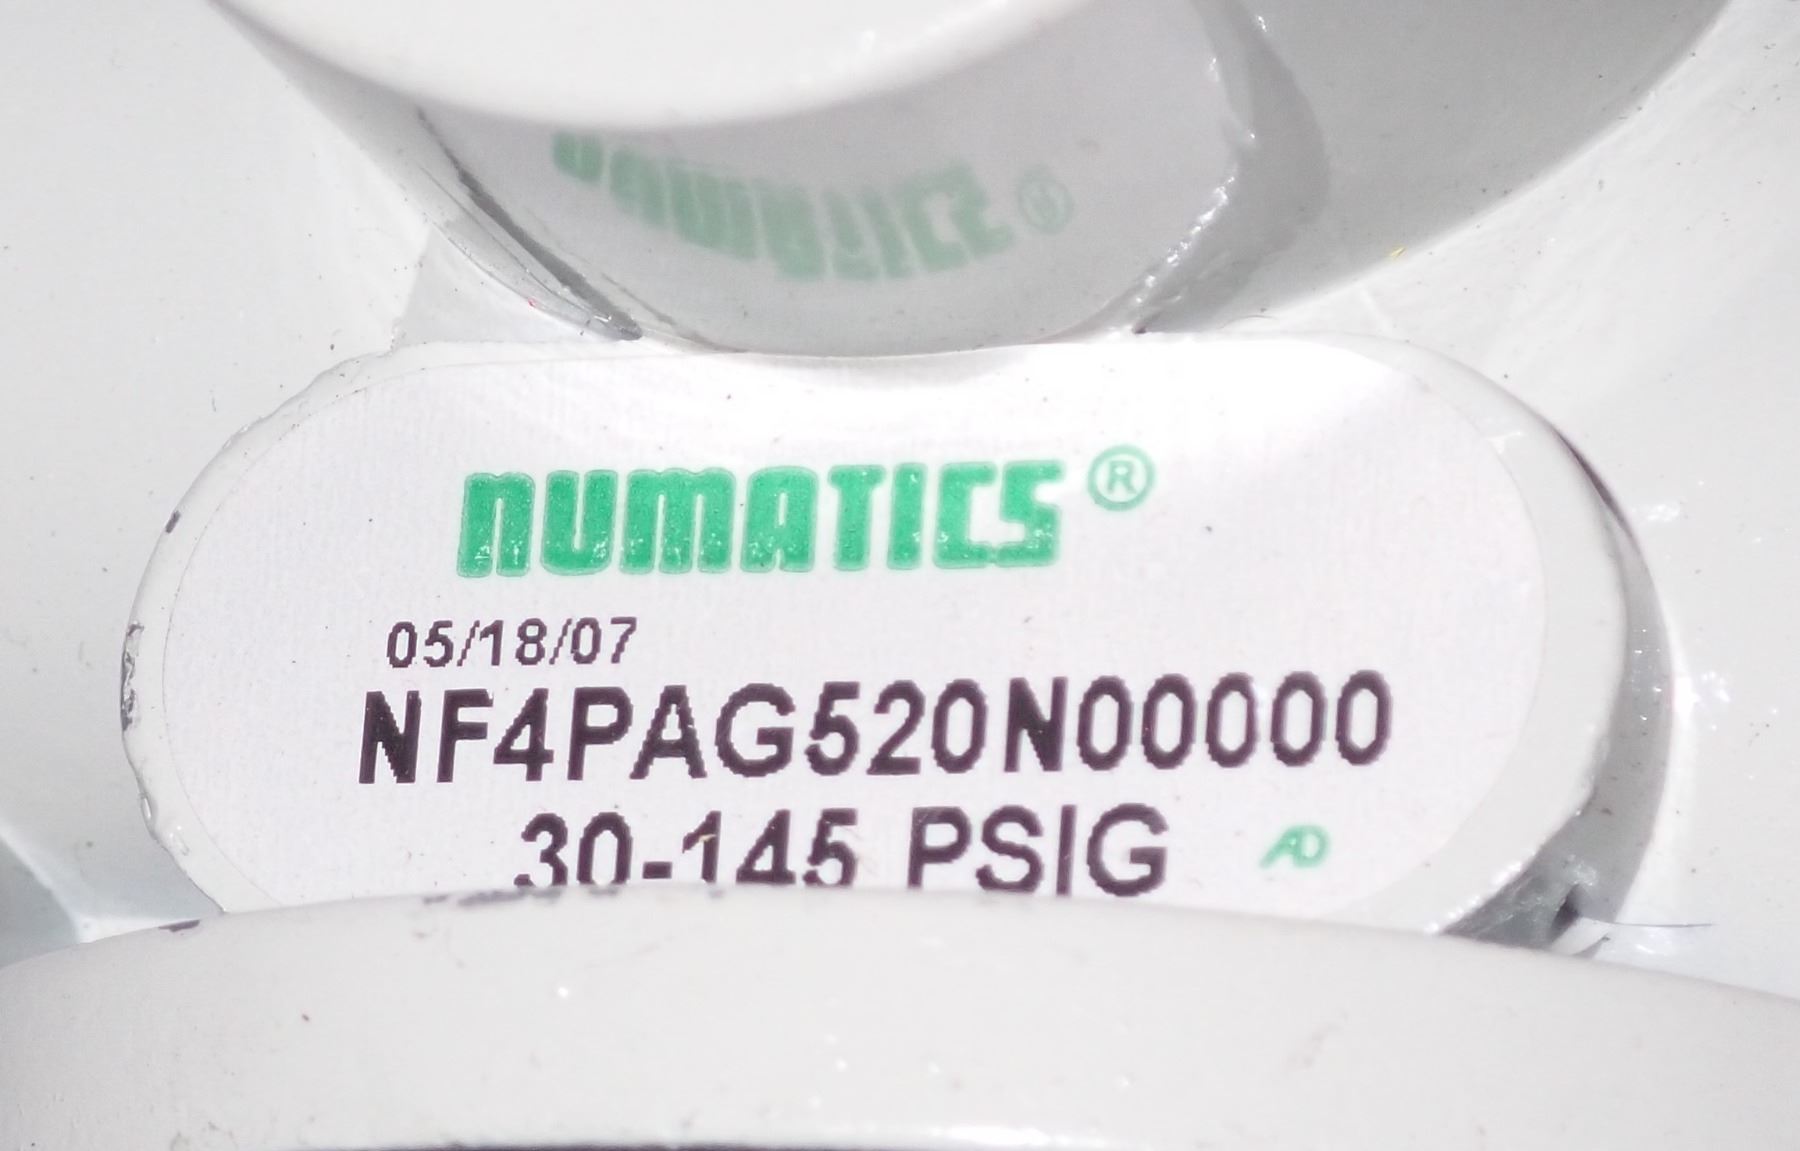 NUMATICS®
05/18/07
NF4PAG520N00000
30-145 PSIG